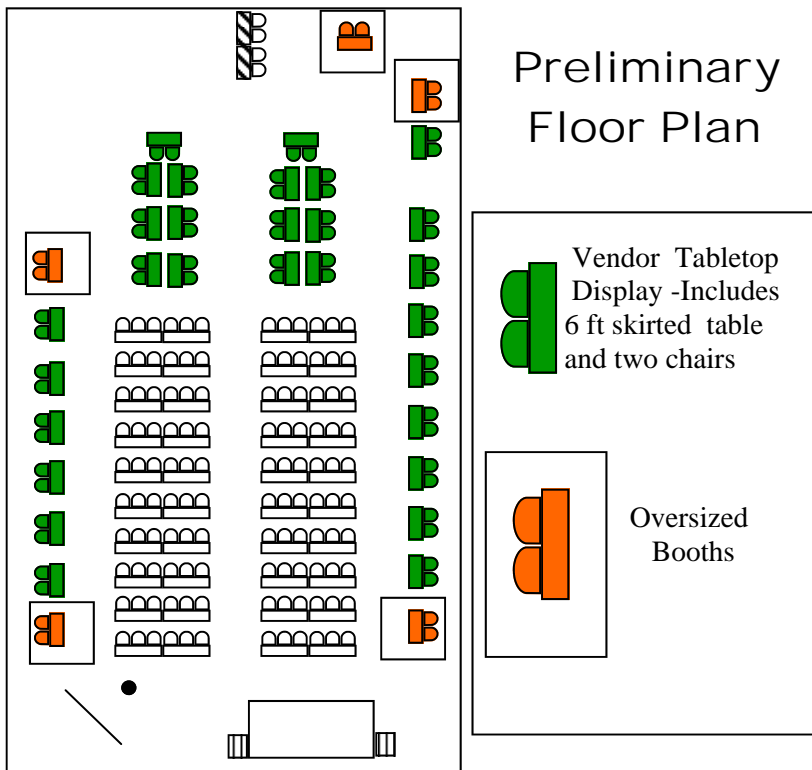 Preliminary
Floor Plan
Vendor Tabletop
Display -Includes
6 ft skirted table
and two chairs
Oversized
Booths